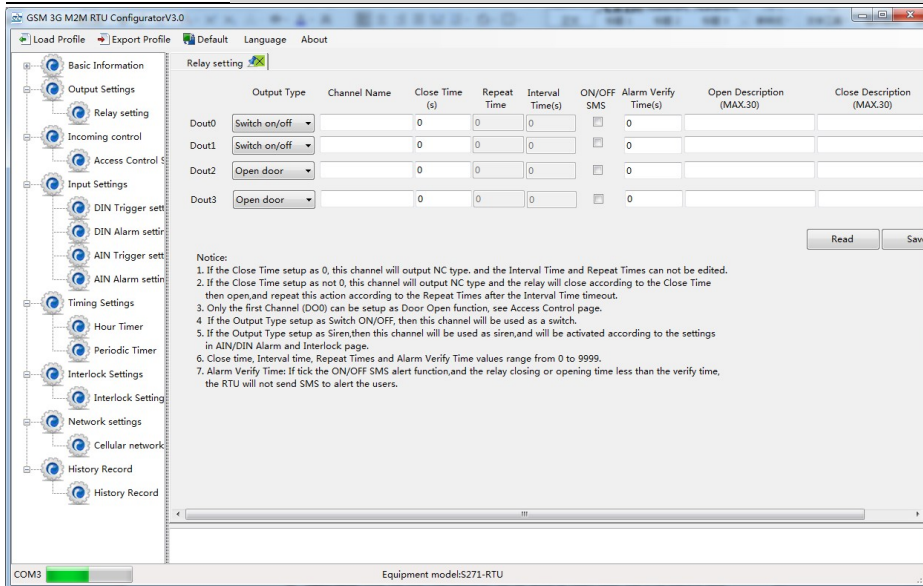 GSM 3G M2M RTU ConfiguratorV3.0
Load Profile Export Profile Default Language About
Basic Information
Output Settings
Relay setting
Incoming control
Access Control S
Input Settings
DIN Trigger sett
DIN Alarm settin
AIN Trigger sett
AIN Alarm settin
Timing Settings
Hour Timer
Periodic Timer
Interlock Settings
Interlock Setting
Network settings
Cellular network
History Record
History Record
Relay setting
Output Type Channel Name Close Time (s) Repeat Time Interval Time(s) ON/OFF SMS Alarm Verify Time(s) Open Description (MAX.30) Close Description (MAX.30)
Dout0 Switch on/off 0 0 0 0
Dout1 Switch on/off 0 0 0 0
Dout2 Open door 0 0 0 0
Dout3 Open door 0 0 0 0
Read Save
Notice:
1. If the Close Time setup as 0, this channel will output NC type. and the Interval Time and Repeat Times can not be edited.
2. If the Close Time setup as not 0, this channel will output NC type and the relay will close according to the Close Time
then open,and repeat this action according to the Repeat Times after the Interval Time timeout.
3. Only the first Channel (DO0) can be setup as Door Open function, see Access Control page.
4 If the Output Type setup as Switch ON/OFF, then this channel will be used as a switch.
5. If the Output Type setup as Siren,then this channel will be used as siren,and will be activated according to the settings
in AIN/DIN Alarm and Interlock page.
6. Close time, Interval time, Repeat Times and Alarm Verify Time values range from 0 to 9999.
7. Alarm Verify Time: If tick the ON/OFF SMS alert function,and the relay closing or opening time less than the verify time,
the RTU will not send SMS to alert the users.
COM3 Equipment model:S271-RTU